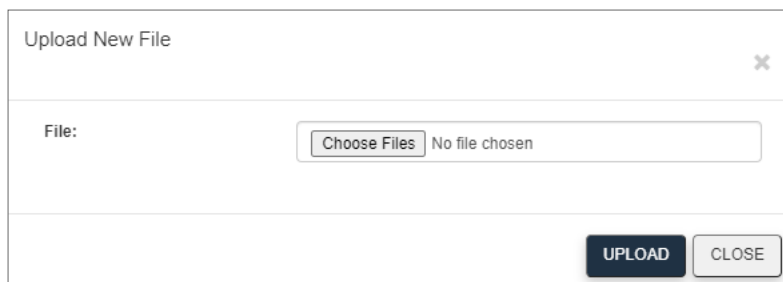 Upload New File
File:
Choose Files No file chosen
UPLOAD CLOSE